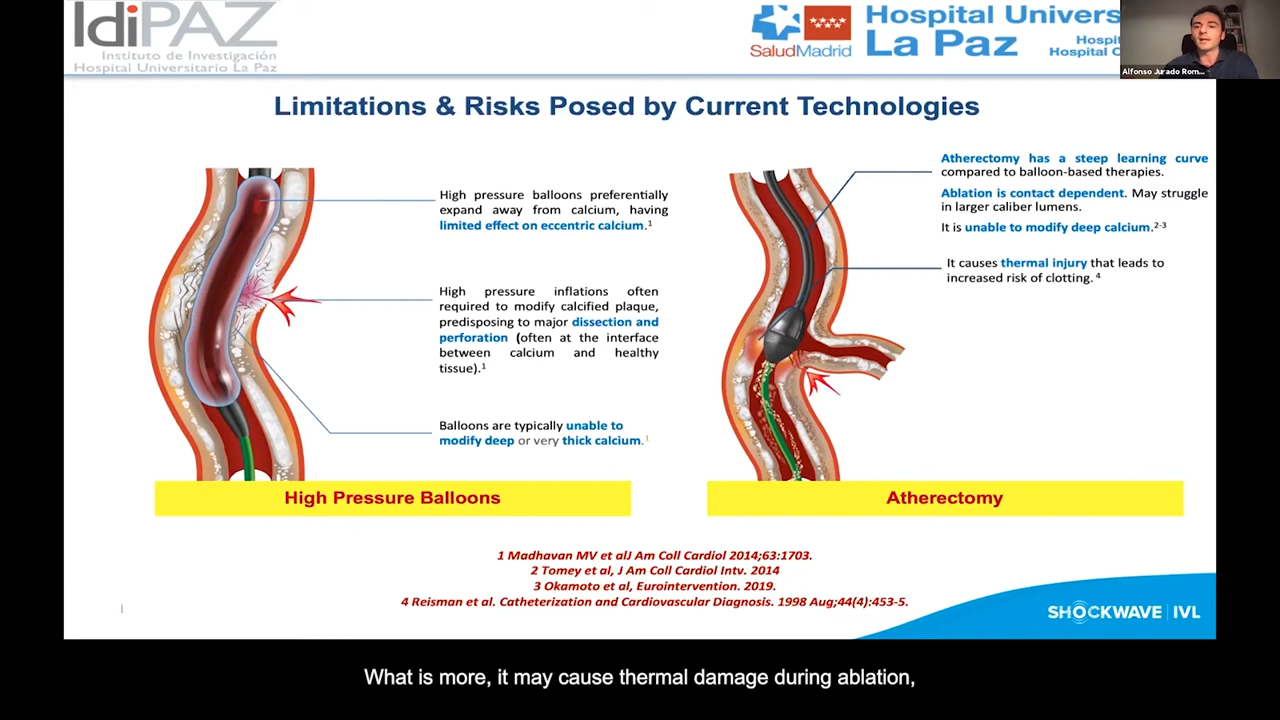 IdiPAZ
Instituto de Investigación
Hospital Universitario La Paz
SaludMadrid
Hospital Univers
La Paz
Hospit
Hospital C
Alfonso Jurado Rom...
Limitations & Risks Posed by Current Technologies
High pressure balloons preferentially
expand away from calcium, having
limited effect on eccentric calcium.1
High pressure inflations often
required to modify calcified plaque,
predisposing to major dissection and
perforation (often at the interface
between calcium and healthy
tissue).1
Balloons are typically unable to
modify deep or very thick calcium.1
High Pressure Balloons
Atherectomy has a steep learning curve
compared to balloon-based therapies.
Ablation is contact dependent. May struggle
in larger caliber lumens.
It is unable to modify deep calcium.2-3
It causes thermal injury that leads to
increased risk of clotting. 4
Atherectomy
1 Madhavan MV et alJ Am Coll Cardiol 2014;63:1703.
2 Tomey et al, J Am Coll Cardiol Intv. 2014
3 Okamoto et al, Eurointervention. 2019.
4 Reisman et al. Catheterization and Cardiovascular Diagnosis. 1998 Aug;44(4):453-5.
SHOCKWAVE | IVL
What is more, it may cause thermal damage during ablation,